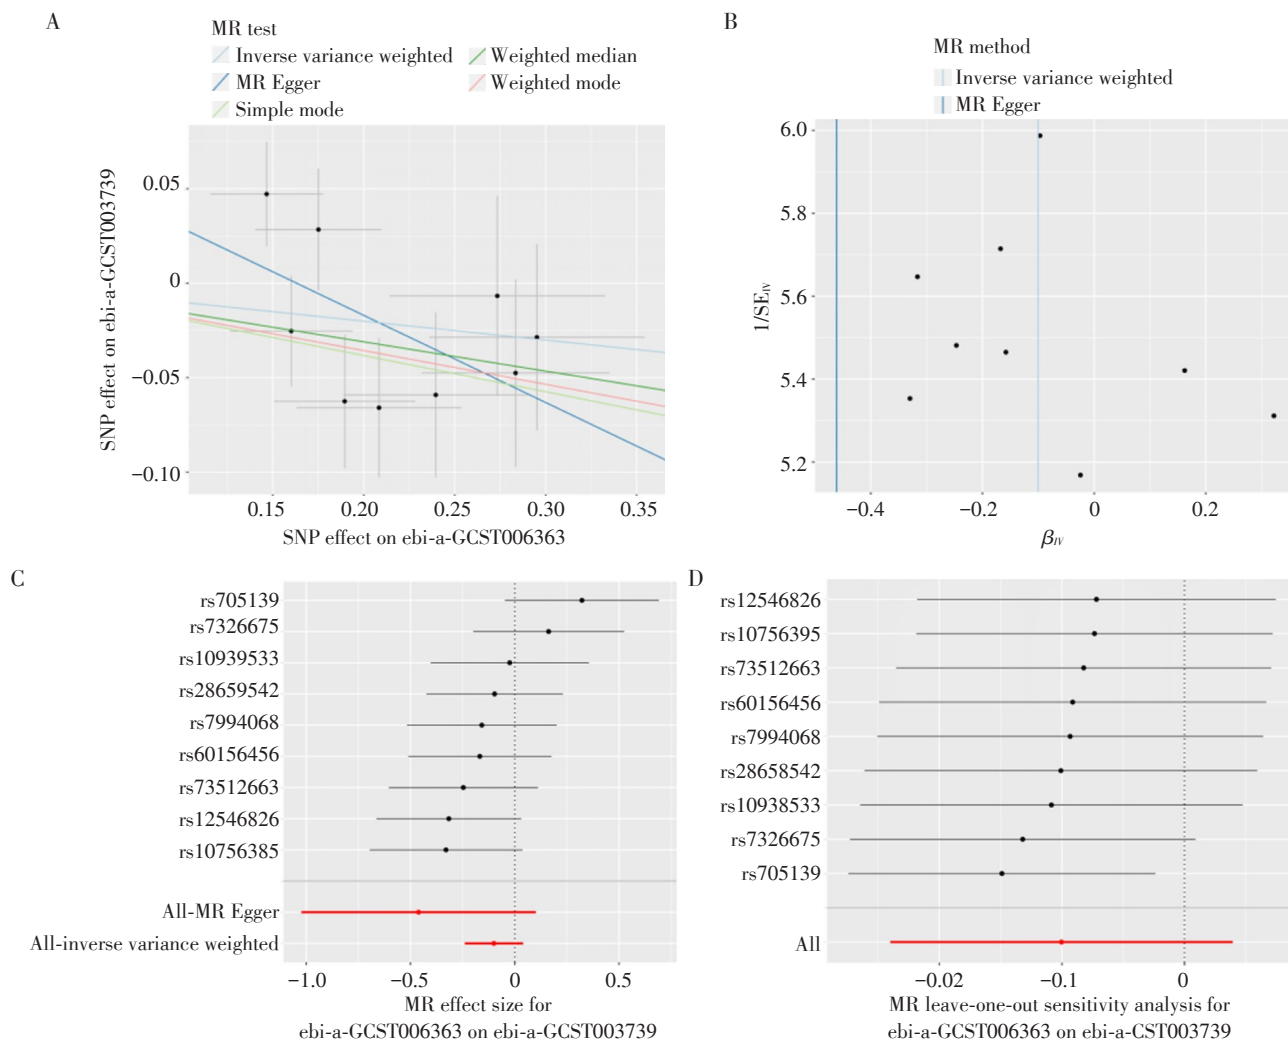 A
MR test
Inverse variance weighted
Weighted median
MR Egger
Weighted mode
Simple mode
SNP effect on ebi-a-GCST003739
0.05
0
−0.05
−0.10
0.15
0.20
0.25
0.30
0.35
SNP effect on ebi-a-GCST006363
B
MR method
Inverse variance weighted
MR Egger
1/SE_IV
6.0
5.8
5.6
5.4
5.2
−0.4
−0.2
0
0.2
β_IV
C
rs705139
rs7326675
rs10939533
rs28659542
rs7994068
rs60156456
rs73512663
rs12546826
rs10756385
All-MR Egger
All-inverse variance weighted
−1.0
−0.5
0
0.5
MR effect size for
ebi-a-GCST006363 on ebi-a-GCST003739
D
rs12546826
rs10756395
rs73512663
rs60156456
rs7994068
rs28658542
rs10938533
rs7326675
rs705139
All
−0.02
−0.1
0
MR leave-one-out sensitivity analysis for
ebi-a-GCST006363 on ebi-a-CST003739